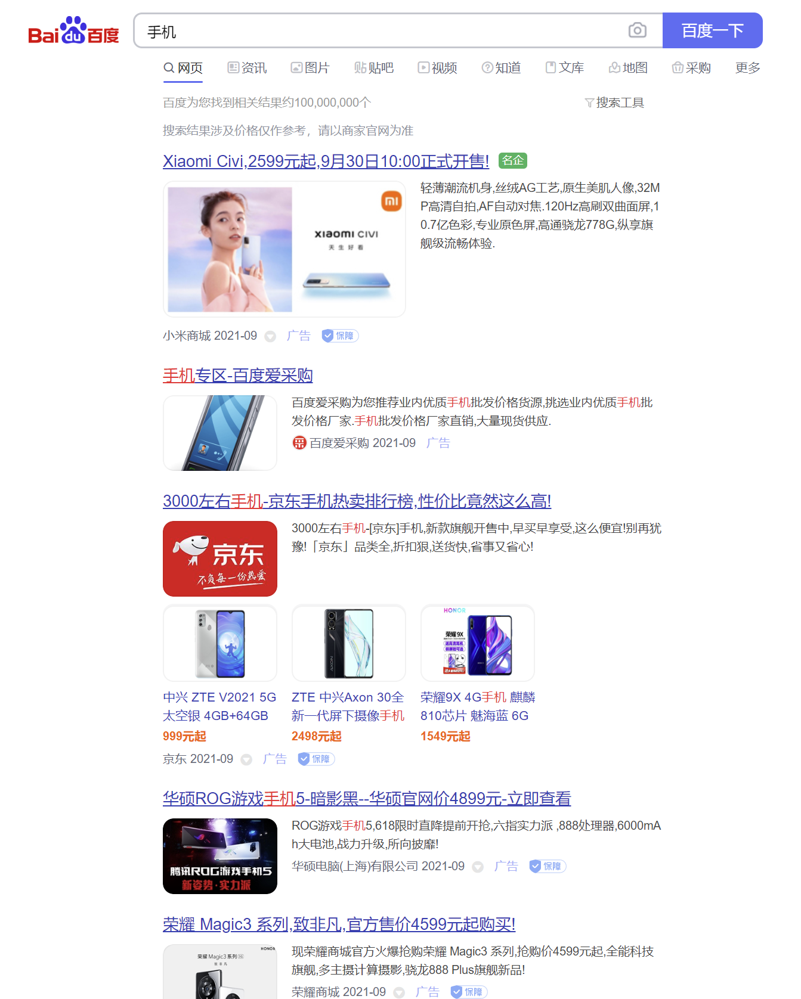 Bai du 百度
手机
百度一下
网页 资讯 图片 贴吧 视频 知道 文库 地图 采购 更多
百度为您找到相关结果约100,000,000个 搜索工具
搜索结果涉及价格仅作参考，请以商家官网为准
Xiaomi Civi,2599元起,9月30日10:00正式开售! 名企
xiaomi CIVI
天生好看
轻薄潮流机身,丝绒AG工艺,原生美肌人像,32M
P高清自拍,AF自动对焦.120Hz高刷双曲面屏,1
0.7亿色彩,专业原色屏,高通骁龙778G,纵享旗
舰级流畅体验.
小米商城 2021-09 广告 保障
手机专区-百度爱采购
百度爱采购为您推荐业内优质手机批发价格货源,挑选业内优质手机批
发价格厂家.手机批发价格厂家直销,大量现货供应.
百度爱采购 2021-09 广告
3000左右手机-京东手机热卖排行榜,性价比竟然这么高!
京东
不负每一份热爱
3000左右手机-[京东]手机,新款旗舰开售中,早买早享受,这么便宜!别再犹
豫!「京东」品类全,折扣狠,送货快,省事又省心!
HONOR
荣耀9X
中兴 ZTE V2021 5G
太空银 4GB+64GB
999元起
ZTE 中兴Axon 30全
新一代屏下摄像手机
2498元起
荣耀9X 4G手机 麒麟
810芯片 魅海蓝 6G
1549元起
京东 2021-09 广告 保障
华硕ROG游戏手机5-暗影黑--华硕官网价4899元-立即查看
腾讯ROG游戏手机5
新姿势·实力派
ROG游戏手机5,618限时直降提前开抢,六指实力派 ,888处理器,6000mA
h大电池,战力升级,所向披靡!
华硕电脑(上海)有限公司 2021-09 广告 保障
荣耀 Magic3 系列,致非凡,官方售价4599元起购买!
HONOR
荣耀 Magic3 系列 5G
致非凡
现荣耀商城官方火爆抢购荣耀 Magic3 系列,抢购价4599元起,全能科技
旗舰,多主摄计算摄影,骁龙888 Plus旗舰新品!
荣耀商城 2021-09 广告 保障